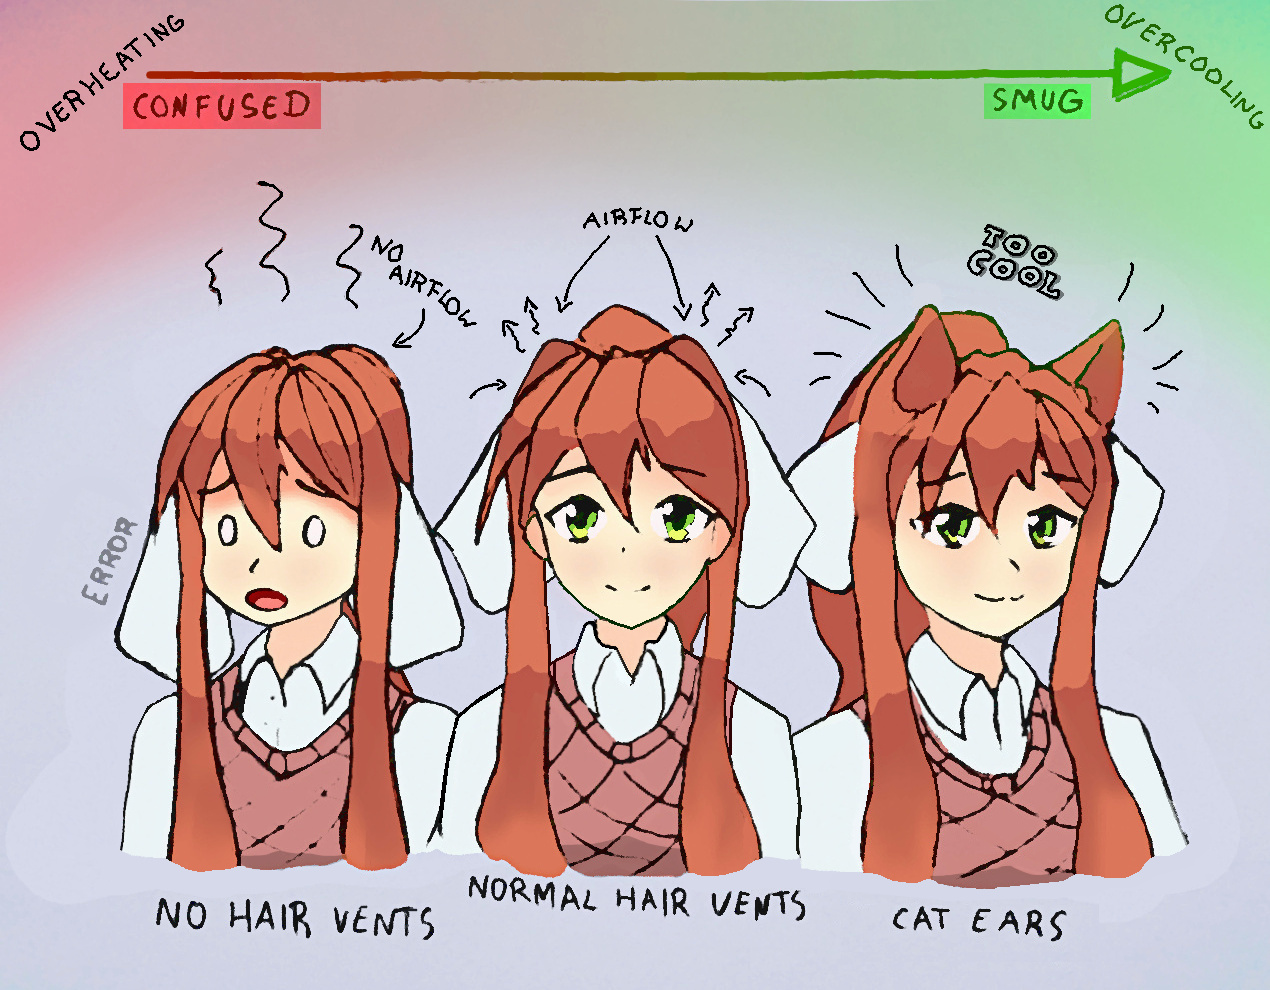 OVERHEATING
OVERCOOLING
CONFUSED
SMUG
AIRFLOW
NO
AIRFLOW
TOO
COOL
ERROR
NO HAIR VENTS
NORMAL HAIR VENTS
CAT EARS